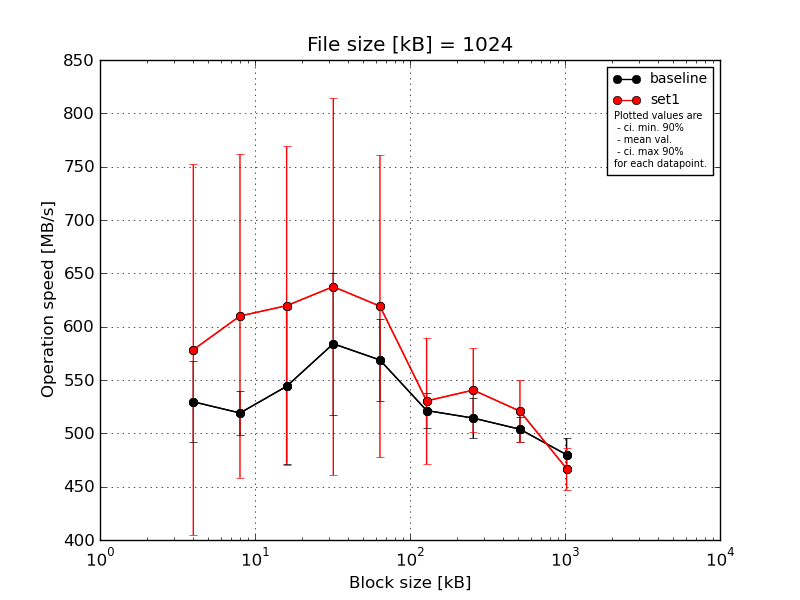 File size [kB] = 1024
850
800
750
700
650
600
550
500
450
400
Operation speed [MB/s]
baseline
set1
Plotted values are
- ci. min. 90%
- mean val.
- ci. max 90%
for each datapoint.
10^0 10^1 10^2 10^3 10^4
Block size [kB]